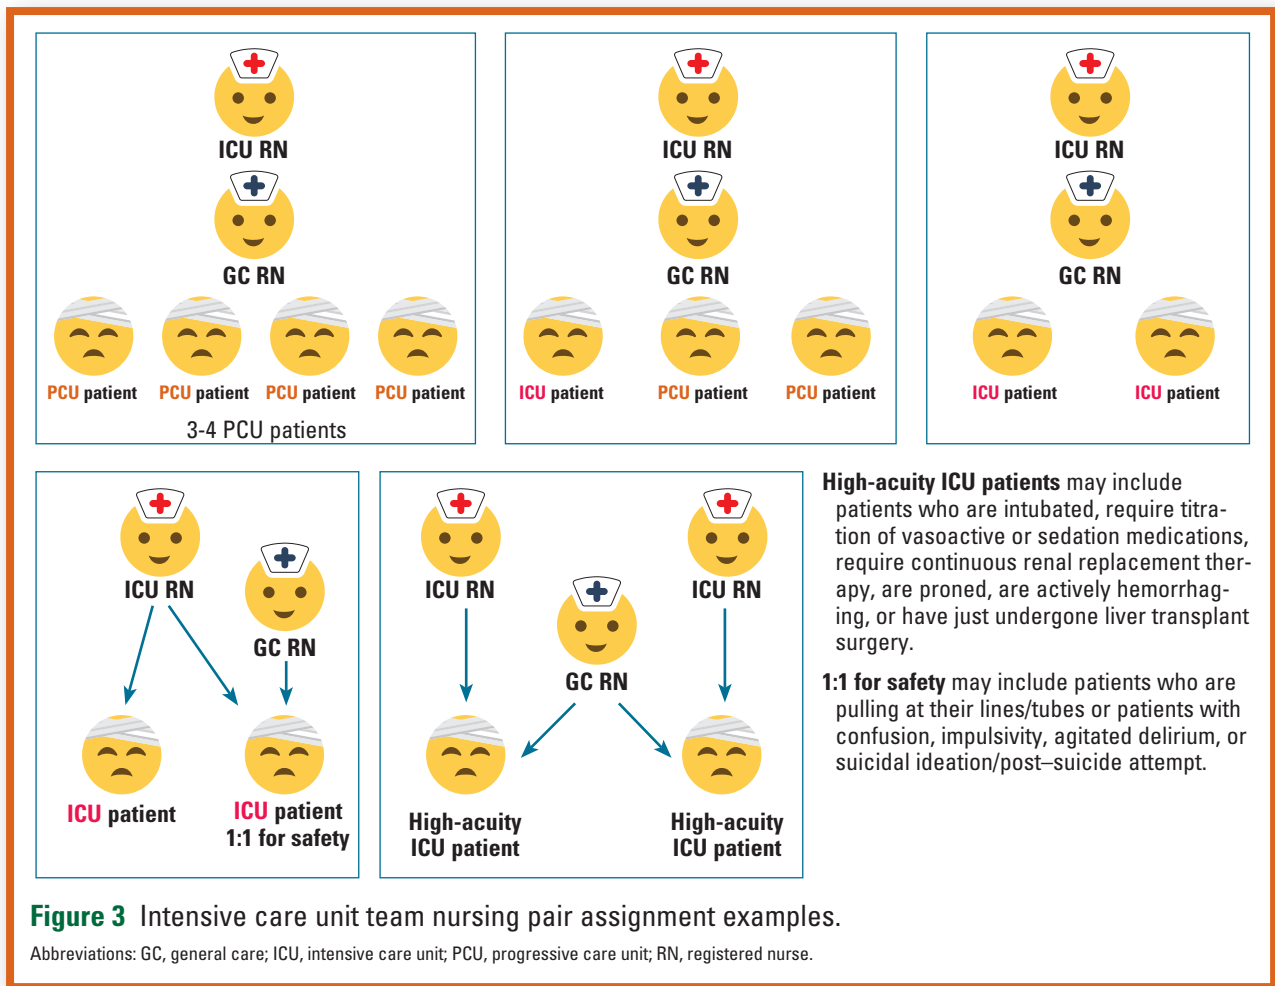 ICU RN
GC RN
PCU patient PCU patient PCU patient PCU patient
3-4 PCU patients
ICU RN
GC RN
ICU patient PCU patient PCU patient
ICU RN
GC RN
ICU patient ICU patient
ICU RN
GC RN
ICU patient
ICU patient
1:1 for safety
ICU RN
ICU RN
GC RN
High-acuity
ICU patient
High-acuity
ICU patient
High-acuity ICU patients may include
patients who are intubated, require titra-
tion of vasoactive or sedation medications,
require continuous renal replacement ther-
apy, are proned, are actively hemorrhag-
ing, or have just undergone liver transplant
surgery.
1:1 for safety may include patients who are
pulling at their lines/tubes or patients with
confusion, impulsivity, agitated delirium, or
suicidal ideation/post–suicide attempt.
Figure 3 Intensive care unit team nursing pair assignment examples.
Abbreviations: GC, general care; ICU, intensive care unit; PCU, progressive care unit; RN, registered nurse.